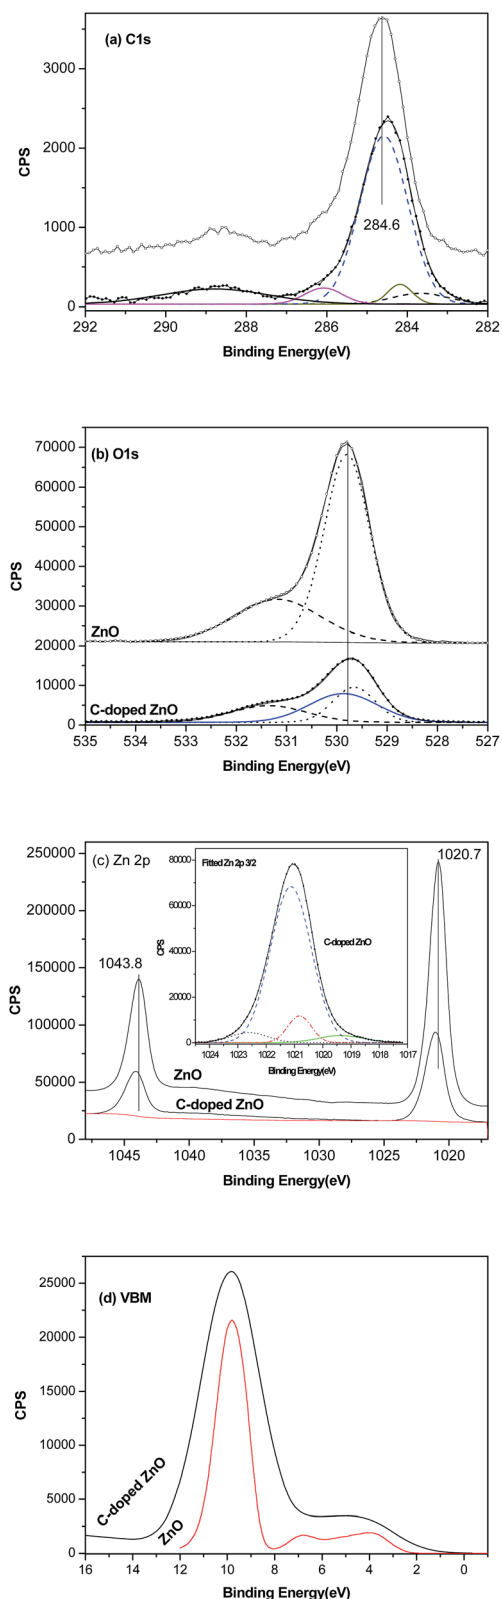 (a) C1s
3000
2000
1000
0
CPS
284.6
292 290 288 286 284 282
Binding Energy(eV)
(b) O1s
70000
60000
50000
40000
30000
20000
10000
0
CPS
ZnO
C-doped ZnO
535 534 533 532 531 530 529 528 527
Binding Energy(eV)
(c) Zn 2p
250000
200000
150000
100000
50000
0
CPS
1020.7
1043.8
Fitted Zn 2p 3/2
80000
60000
40000
20000
0
CPS
C-doped ZnO
1024 1023 1022 1021 1020 1019 1018 1017
Binding Energy(eV)
ZnO
C-doped ZnO
1045 1040 1035 1030 1025 1020
Binding Energy(eV)
(d) VBM
25000
20000
15000
10000
5000
0
CPS
C-doped ZnO
ZnO
16 14 12 10 8 6 4 2 0
Binding Energy(eV)